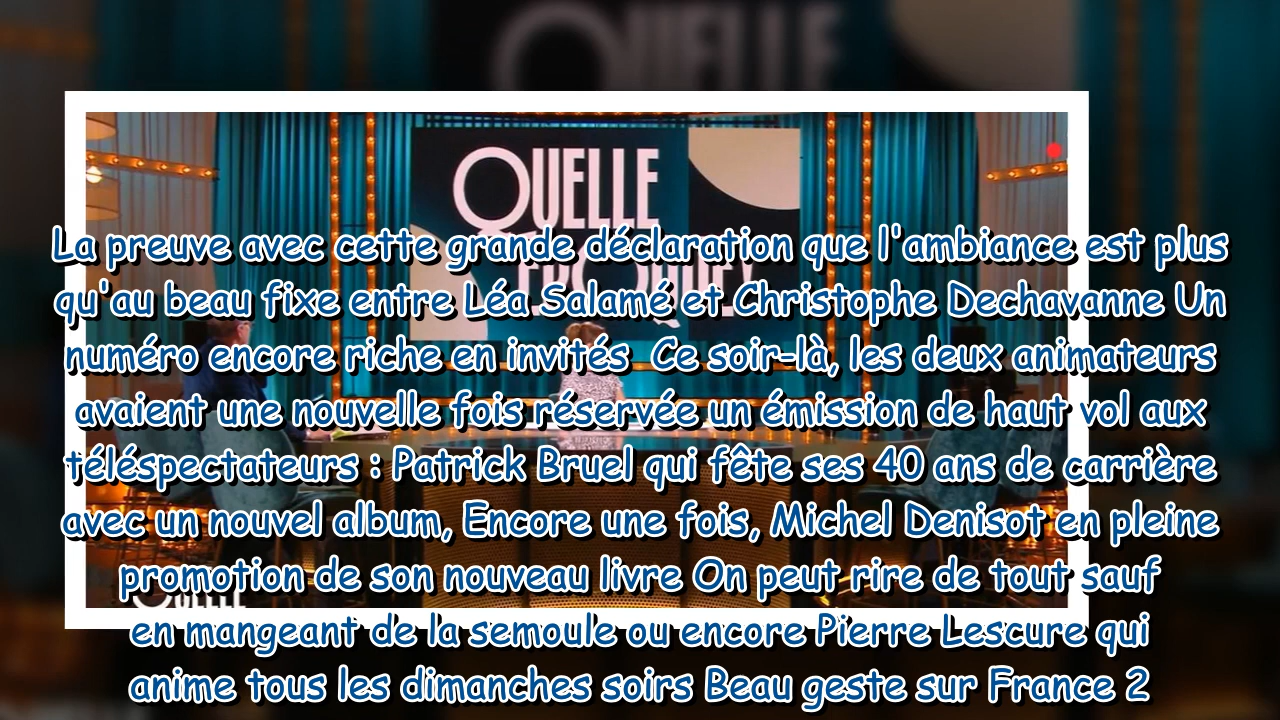 QUELLE
QUELLE
La preuve avec cette grande déclaration que l'ambiance est plus
qu'au beau fixe entre Léa Salamé et Christophe Dechavanne Un
numéro encore riche en invités  Ce soir-là, les deux animateurs
avaient une nouvelle fois réservée un émission de haut vol aux
téléspectateurs : Patrick Bruel qui fête ses 40 ans de carrière
avec un nouvel album, Encore une fois, Michel Denisot en pleine
promotion de son nouveau livre On peut rire de tout sauf
en mangeant de la semoule ou encore Pierre Lescure qui
anime tous les dimanches soirs Beau geste sur France 2
QUELLE